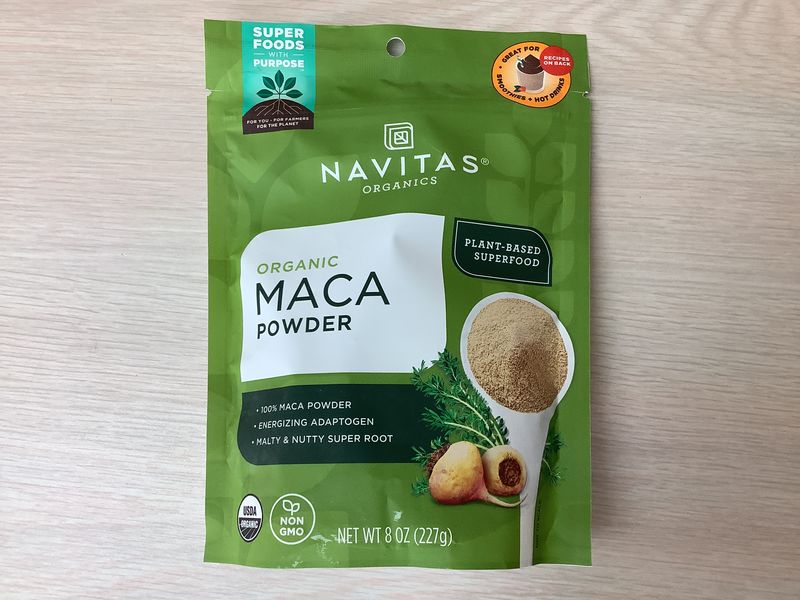 SUPER
FOODS
WITH
PURPOSE
FOR YOU • FOR FARMERS
FOR THE PLANET
GREAT FOR
SMOOTHIES + HOT DRINKS
RECIPES
ON BACK
NAVITAS®
ORGANICS
PLANT-BASED
SUPERFOOD
ORGANIC
MACA
POWDER
• 100% MACA POWDER
• ENERGIZING ADAPTOGEN
• MALTY & NUTTY SUPER ROOT
USDA
ORGANIC
NON
GMO
NET WT 8 OZ (227g)